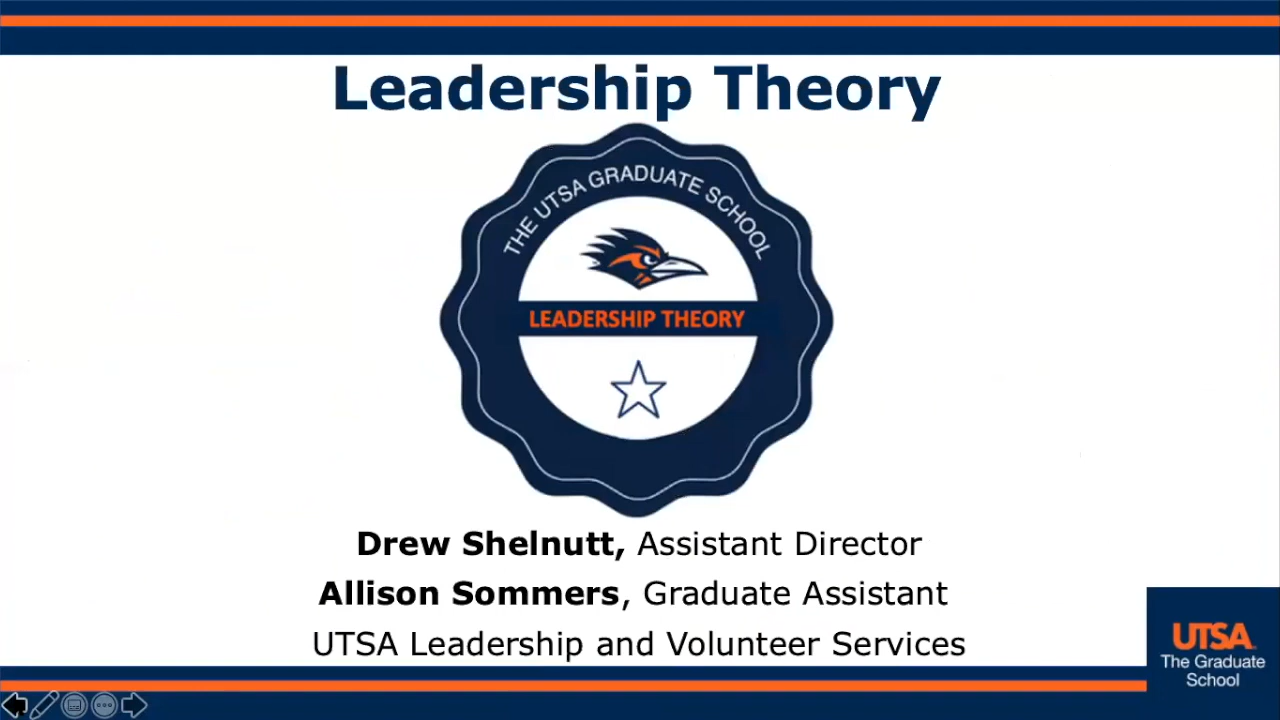 Leadership Theory
THE UTSA GRADUATE SCHOOL
LEADERSHIP THEORY
Drew Shelnutt, Assistant Director
Allison Sommers, Graduate Assistant
UTSA Leadership and Volunteer Services
UTSA
The Graduate
School